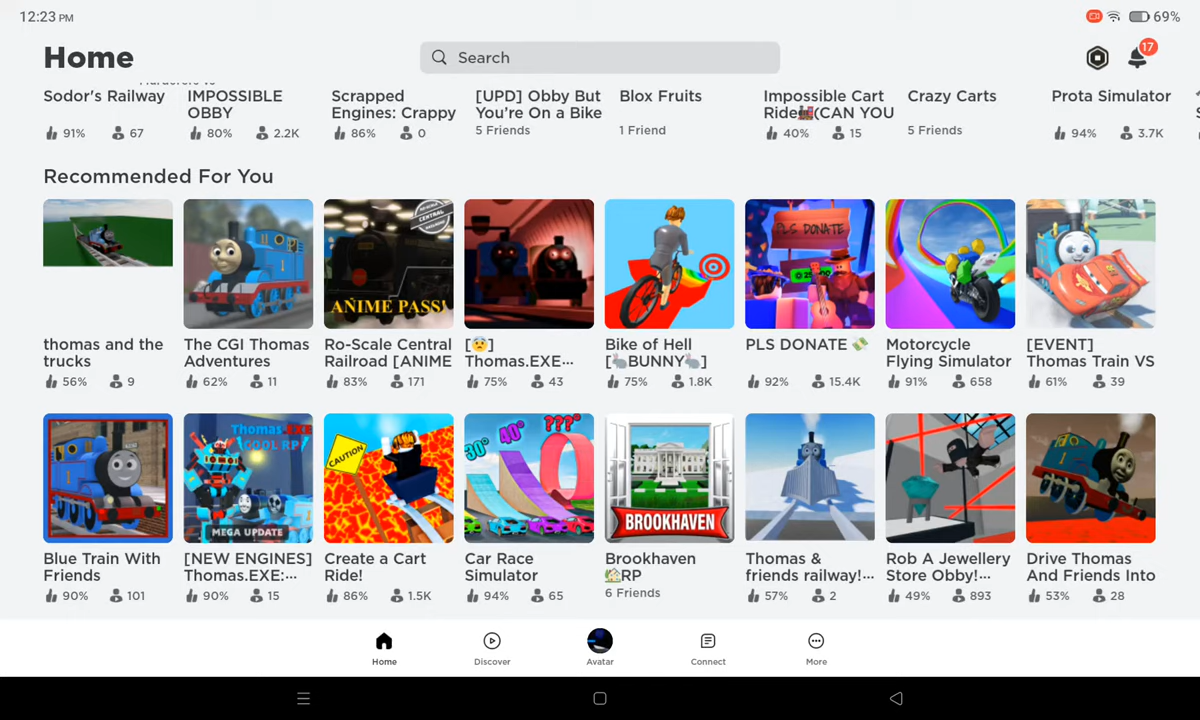 12:23 PM
69%
Home
Search
17
Sodor's Railway
IMPOSSIBLE
OBBY
Scrapped
Engines: Crappy
[UPD] Obby But
You're On a Bike
Blox Fruits
Impossible Cart
Ride🚂(CAN YOU
Crazy Carts
Prota Simulator
91% 67
80% 2.2K
86% 0
5 Friends
1 Friend
40% 15
5 Friends
94% 3.7K
Recommended For You
CENTRAL
ANIME PASS!
PLS DONATE
thomas and the
trucks
56% 9
The CGI Thomas
Adventures
62% 11
Ro-Scale Central
Railroad [ANIME
83% 171
[😨]
Thomas.EXE...
75% 43
Bike of Hell
[🐇BUNNY🐇]
75% 1.8K
PLS DONATE 💸
92% 15.4K
Motorcycle
Flying Simulator
91% 658
[EVENT]
Thomas Train VS
61% 39
Thomas.EXE
COOL RP!
MEGA UPDATE
CAUTION
30°
40°
???°
BROOKHAVEN
Blue Train With
Friends
90% 101
[NEW ENGINES]
Thomas.EXE:...
90% 15
Create a Cart
Ride!
86% 1.5K
Car Race
Simulator
94% 65
Brookhaven
🏡RP
6 Friends
Thomas &
friends railway!...
57% 2
Rob A Jewellery
Store Obby!...
49% 893
Drive Thomas
And Friends Into
53% 28
Home
Discover
Avatar
Connect
More